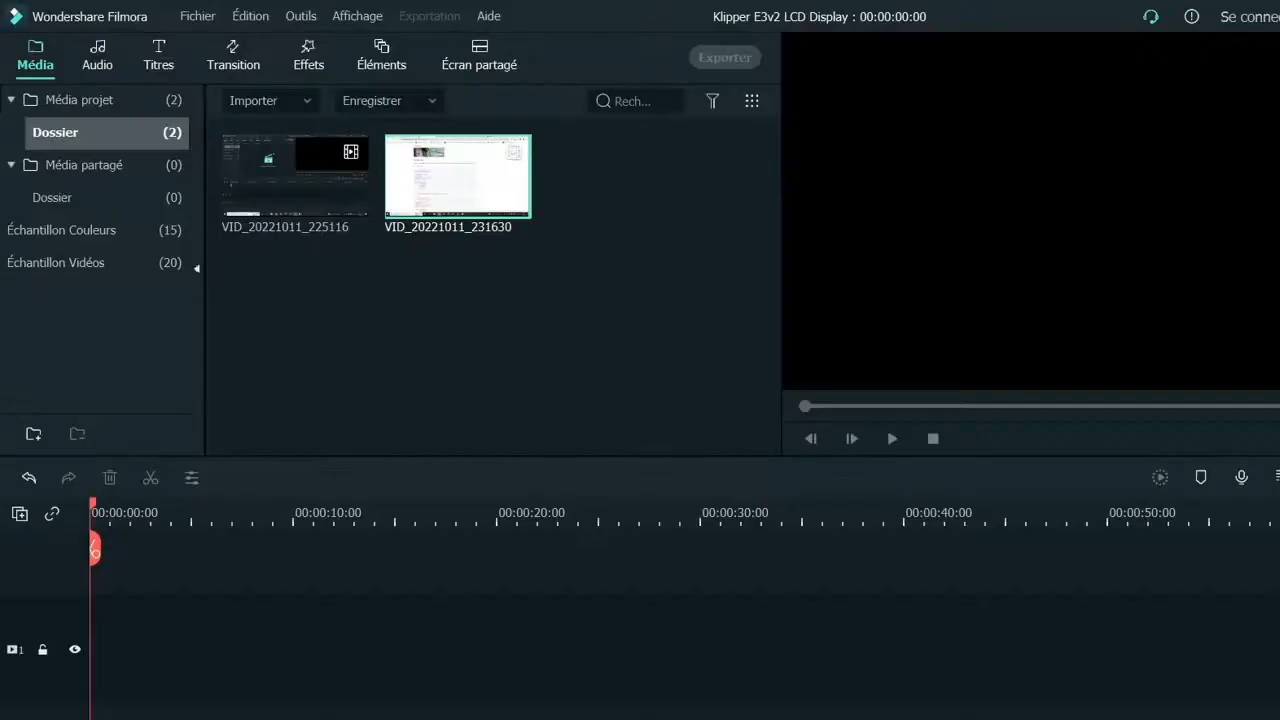 Wondershare Filmora Fichier Édition Outils Affichage Exportation Aide Klipper E3v2 LCD Display : 00:00:00:00 Se conne
Média Audio Titres Transition Effets Éléments Écran partagé Exporter
Média projet (2)
Importer Enregistrer Rech...
Dossier (2)
Média partagé (0)
Dossier (0)
Échantillon Couleurs (15)
Échantillon Vidéos (20)
VID_20221011_225116 VID_20221011_231630
00:00:00:00 00:00:10:00 00:00:20:00 00:00:30:00 00:00:40:00 00:00:50:00
1